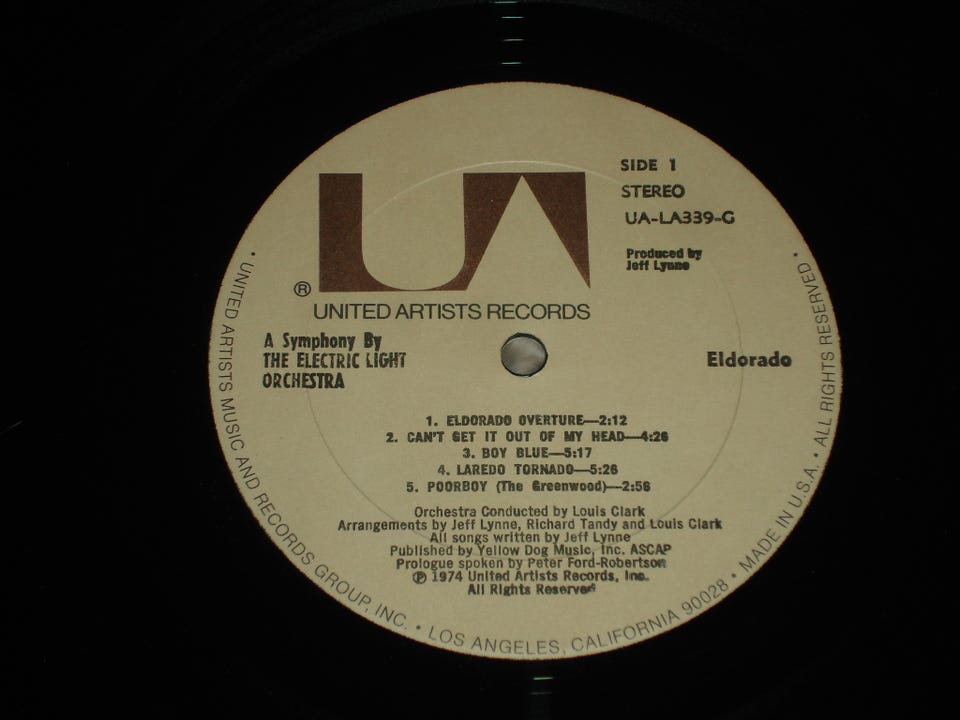 SIDE 1
STEREO
UA-LA339-G
Produced by
Jeff Lynne
UA
®
UNITED ARTISTS RECORDS
A Symphony By
THE ELECTRIC LIGHT
ORCHESTRA
Eldorado
1. ELDORADO OVERTURE—2:12
2. CAN'T GET IT OUT OF MY HEAD—4:26
3. BOY BLUE—5:17
4. LAREDO TORNADO—5:26
5. POORBOY (The Greenwood)—2:56
Orchestra Conducted by Louis Clark
Arrangements by Jeff Lynne, Richard Tandy and Louis Clark
All songs written by Jeff Lynne
Published by Yellow Dog Music, Inc. ASCAP
Prologue spoken by Peter Ford-Robertson
℗ 1974 United Artists Records, Inc.
All Rights Reserved
• UNITED ARTISTS MUSIC AND RECORDS GROUP, INC. • LOS ANGELES, CALIFORNIA 90028 • MADE IN U.S.A. • ALL RIGHTS RESERVED •